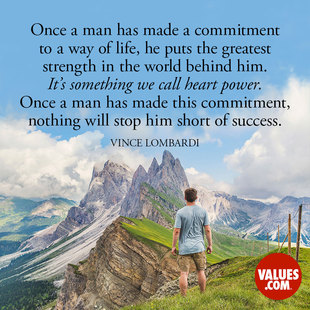 Once a man has made a commitment
to a way of life, he puts the greatest
strength in the world behind him.
It's something we call heart power.
Once a man has made this commitment,
nothing will stop him short of success.
VINCE LOMBARDI
VALUES
.COM